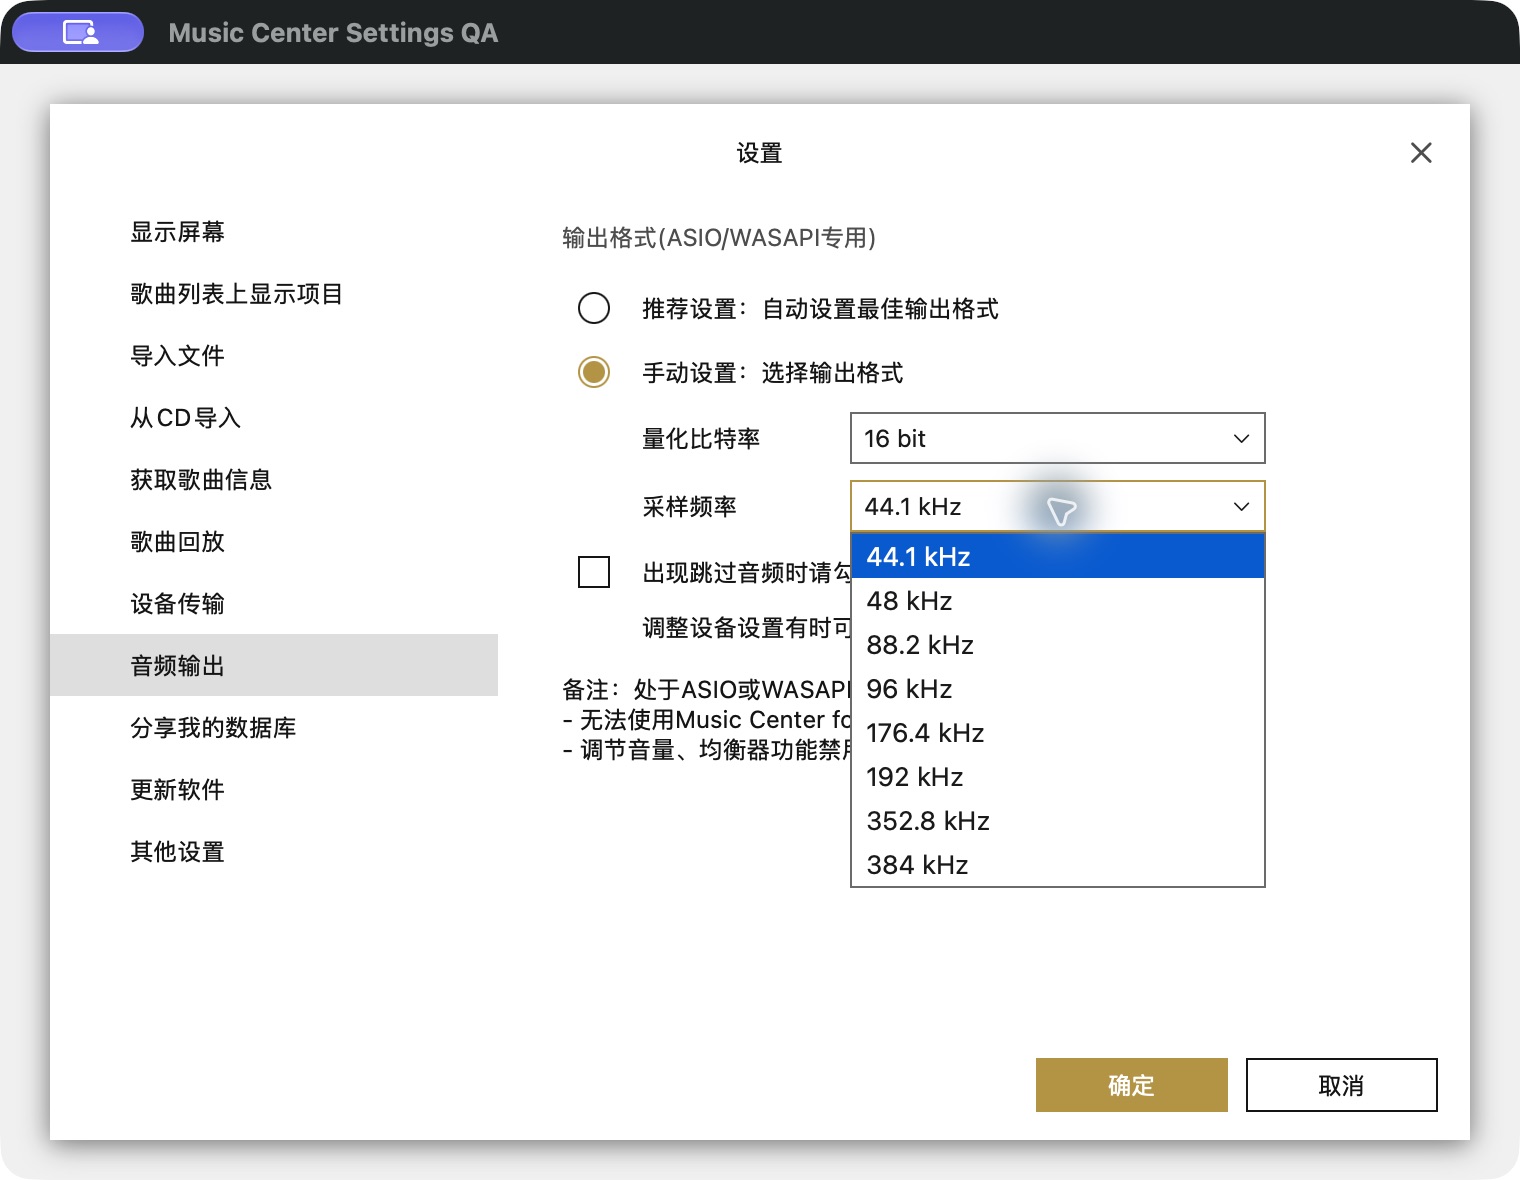 Music Center Settings QA
设置
显示屏幕
歌曲列表上显示项目
导入文件
从CD导入
获取歌曲信息
歌曲回放
设备传输
音频输出
分享我的数据库
更新软件
其他设置
输出格式(ASIO/WASAPI专用)
推荐设置：自动设置最佳输出格式
手动设置：选择输出格式
量化比特率
16 bit
采样频率
44.1 kHz
44.1 kHz
48 kHz
88.2 kHz
96 kHz
176.4 kHz
192 kHz
352.8 kHz
384 kHz
出现跳过音频时请勾
调整设备设置有时可
备注：处于ASIO或WASAPI
- 无法使用Music Center fo
- 调节音量、均衡器功能禁用
确定
取消